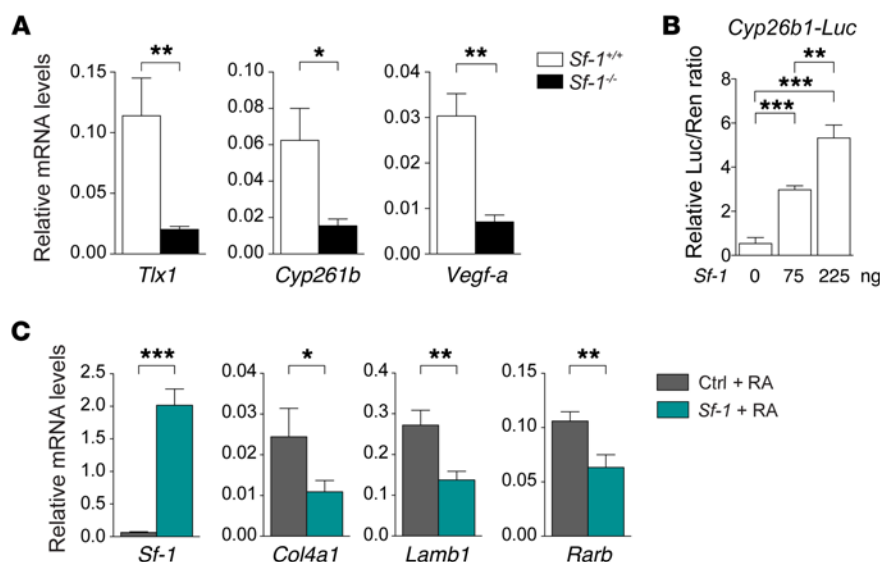 A
Relative mRNA levels
** * **
Sf-1+/+
Sf-1-/-
0.15
0.10
0.05
0.00
Tlx1
0.10
0.08
0.06
0.04
0.02
0.00
Cyp261b
0.04
0.03
0.02
0.01
0.00
Vegf-a
B
Cyp26b1-Luc
**
***
***
Relative Luc/Ren ratio
8
6
4
2
0
Sf-1 0 75 225 ng
C
Relative mRNA levels
*** * ** **
2.5
2.0
1.5
1.0
0.5
0.0
Sf-1
0.04
0.03
0.02
0.01
0.00
Col4a1
0.4
0.3
0.2
0.1
0.0
Lamb1
0.15
0.10
0.05
0.00
Rarb
Ctrl + RA
Sf-1 + RA